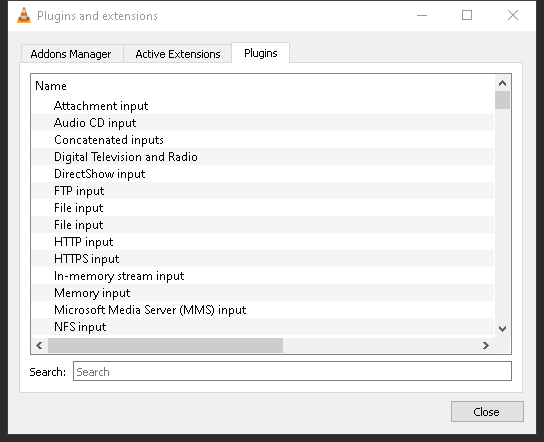 Plugins and extensions
Addons Manager Active Extensions Plugins
Name
Attachment input
Audio CD input
Concatenated inputs
Digital Television and Radio
DirectShow input
FTP input
File input
File input
HTTP input
HTTPS input
In-memory stream input
Memory input
Microsoft Media Server (MMS) input
NFS input
Search: Search
Close